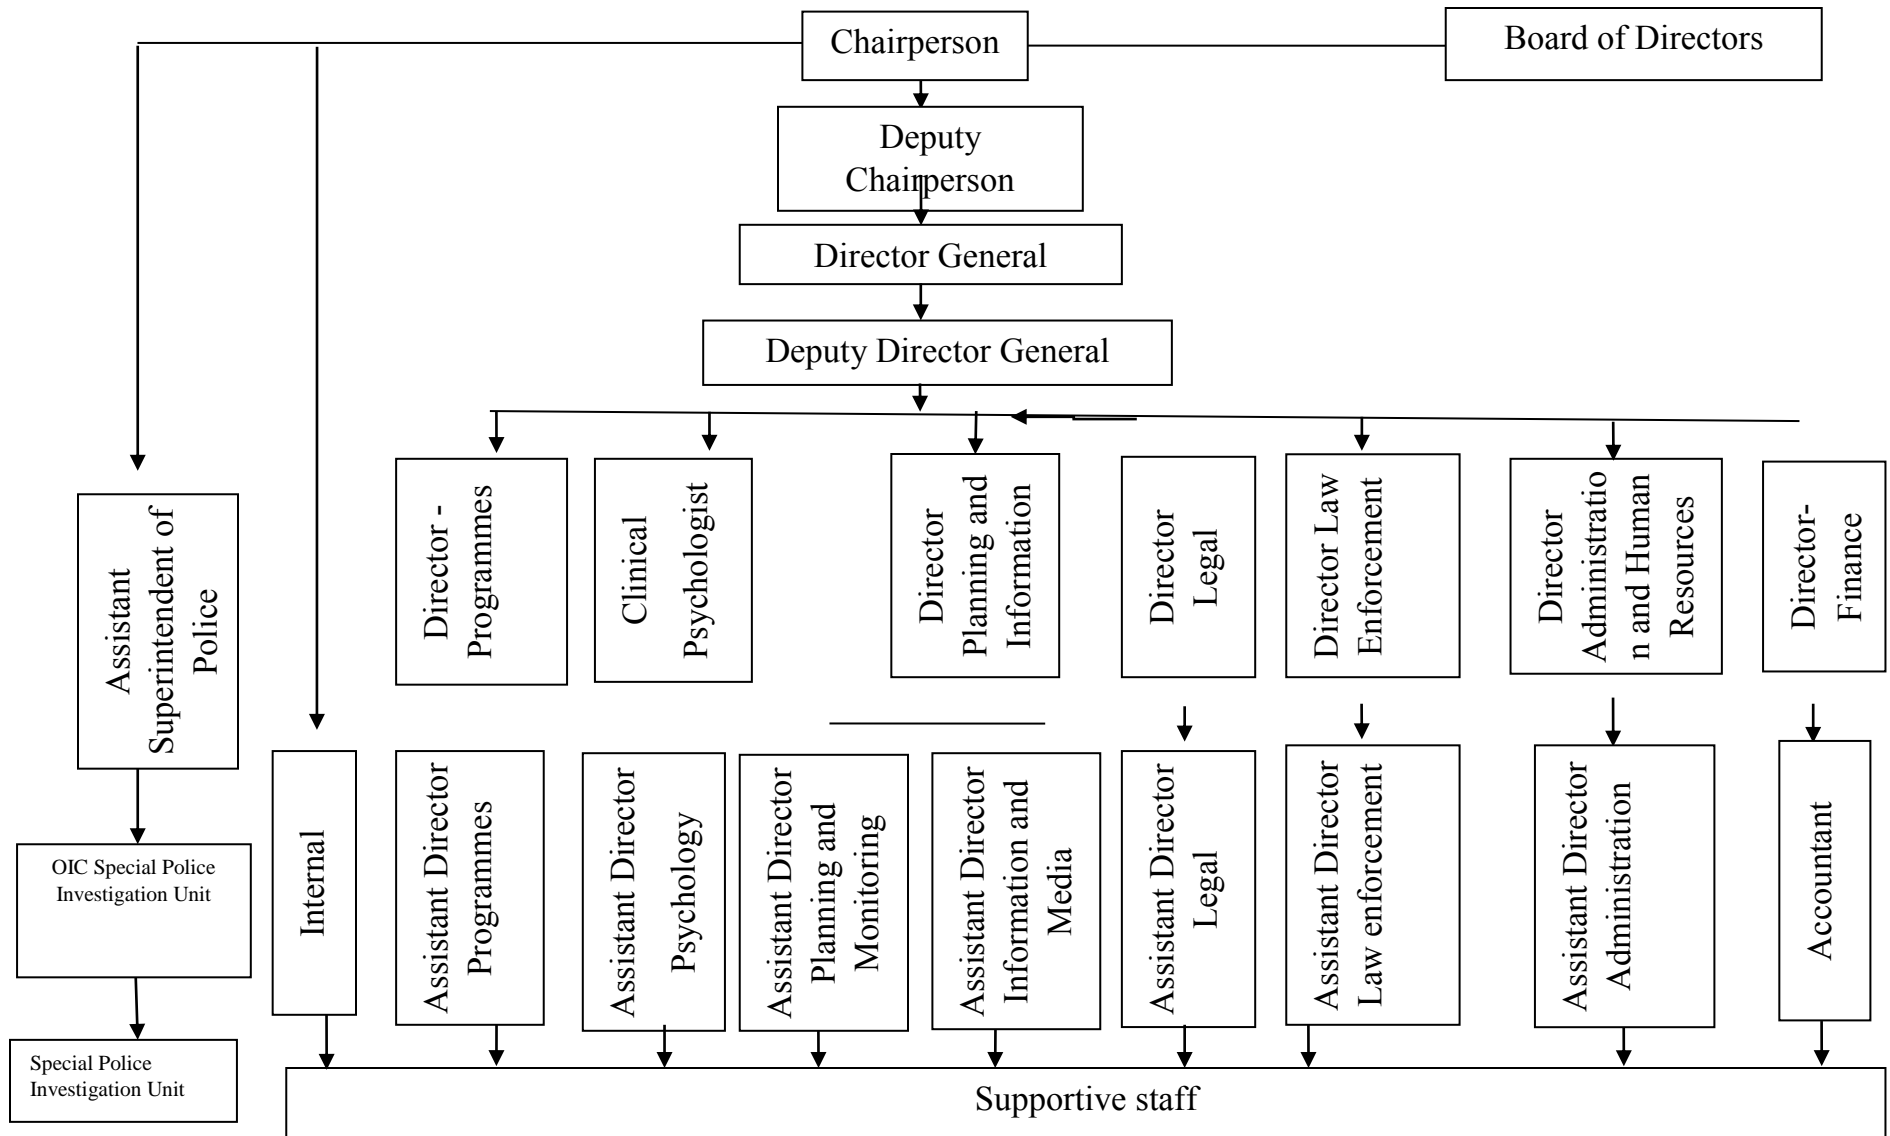 Chairperson
Board of Directors
Deputy
Chairperson
Director General
Deputy Director General
Assistant
Superintendent of
Police
Director -
Programmes
Clinical
Psychologist
Director
Planning and
Information
Director
Legal
Director Law
Enforcement
Director
Administratio
n and Human
Resources
Director-
Finance
OIC Special Police
Investigation Unit
Internal
Assistant Director
Programmes
Assistant Director
Psychology
Assistant Director
Planning and
Monitoring
Assistant Director
Information and
Media
Assistant Director
Legal
Assistant Director
Law enforcement
Assistant Director
Administration
Accountant
Special Police
Investigation Unit
Supportive staff